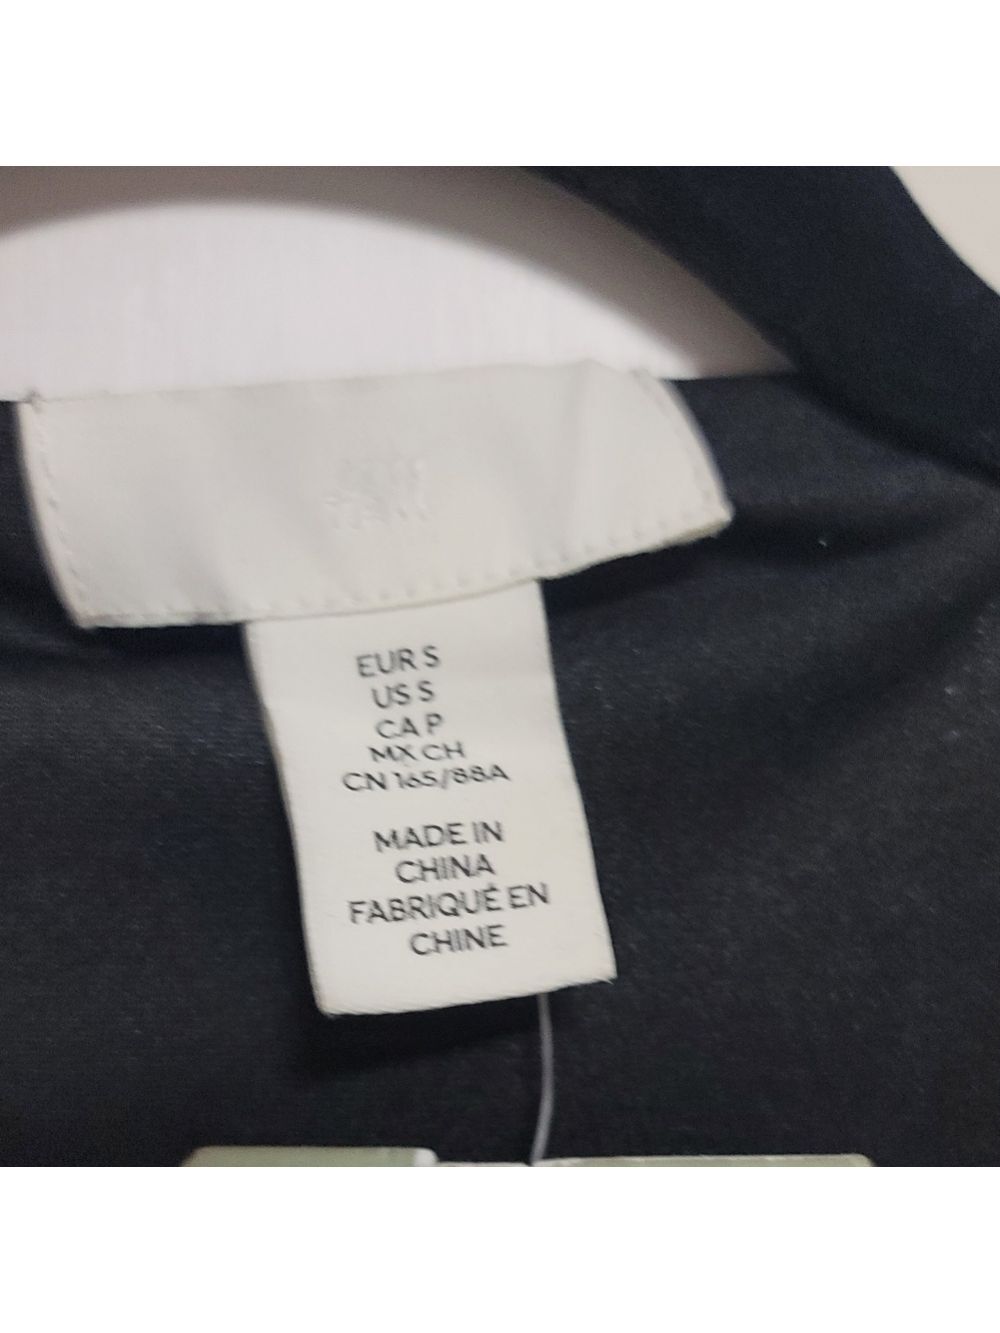 EUR S
US S
CA P
MX CH
CN 165/88A
MADE IN
CHINA
FABRIQUÉ EN
CHINE